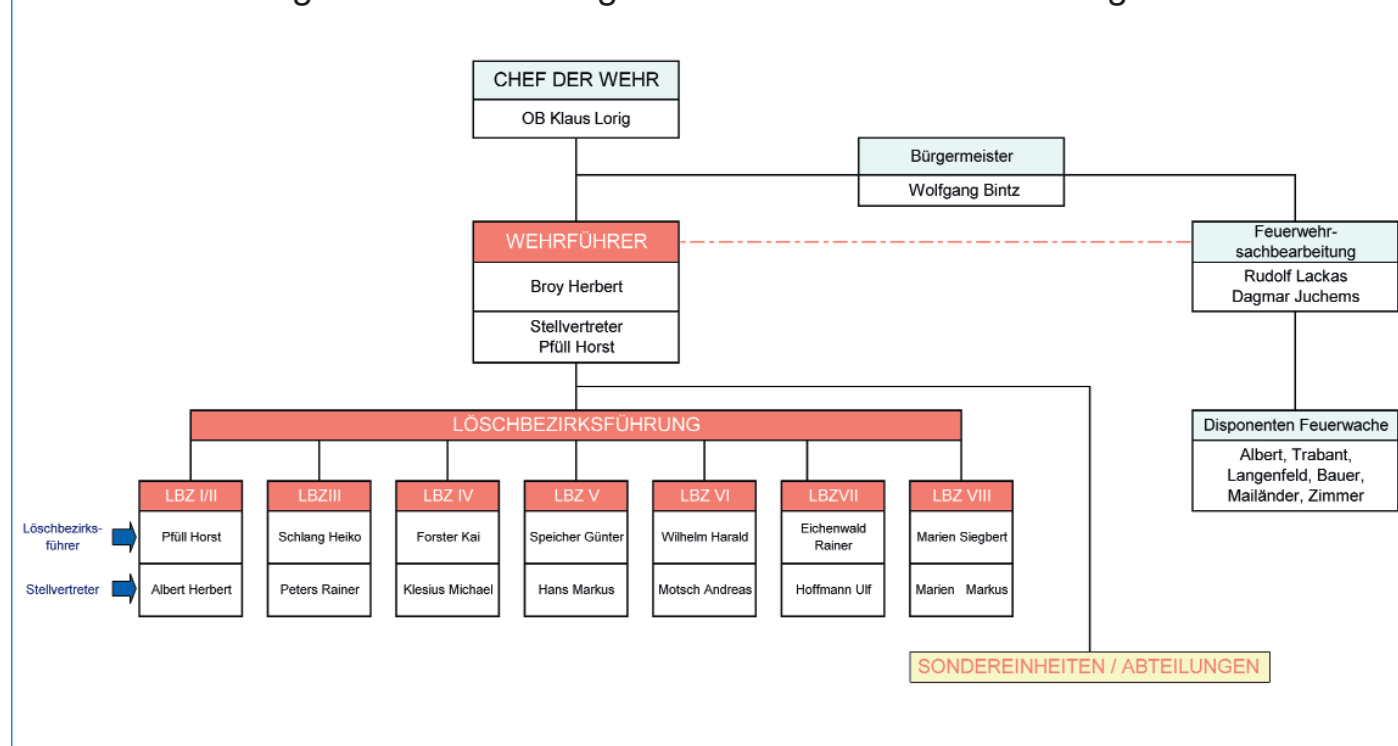 CHEF DER WEHR
OB Klaus Lorig
Bürgermeister
Wolfgang Bintz
WEHRFÜHRER
Broy Herbert
Stellvertreter
Pfüll Horst
Feuerwehr-
sachbearbeitung
Rudolf Lackas
Dagmar Juchems
LÖSCHBEZIRKSFÜHRUNG
Disponenten Feuerwache
Albert, Trabant,
Langenfeld, Bauer,
Mailänder, Zimmer
LBZ I/II
LBZIII
LBZ IV
LBZ V
LBZ VI
LBZVII
LBZ VIII
Löschbezirks-
führer
Pfüll Horst
Schlang Heiko
Forster Kai
Speicher Günter
Wilhelm Harald
Eichenwald
Rainer
Marien Siegbert
Stellvertreter
Albert Herbert
Peters Rainer
Klesius Michael
Hans Markus
Motsch Andreas
Hoffmann Ulf
Marien Markus
SONDEREINHEITEN / ABTEILUNGEN